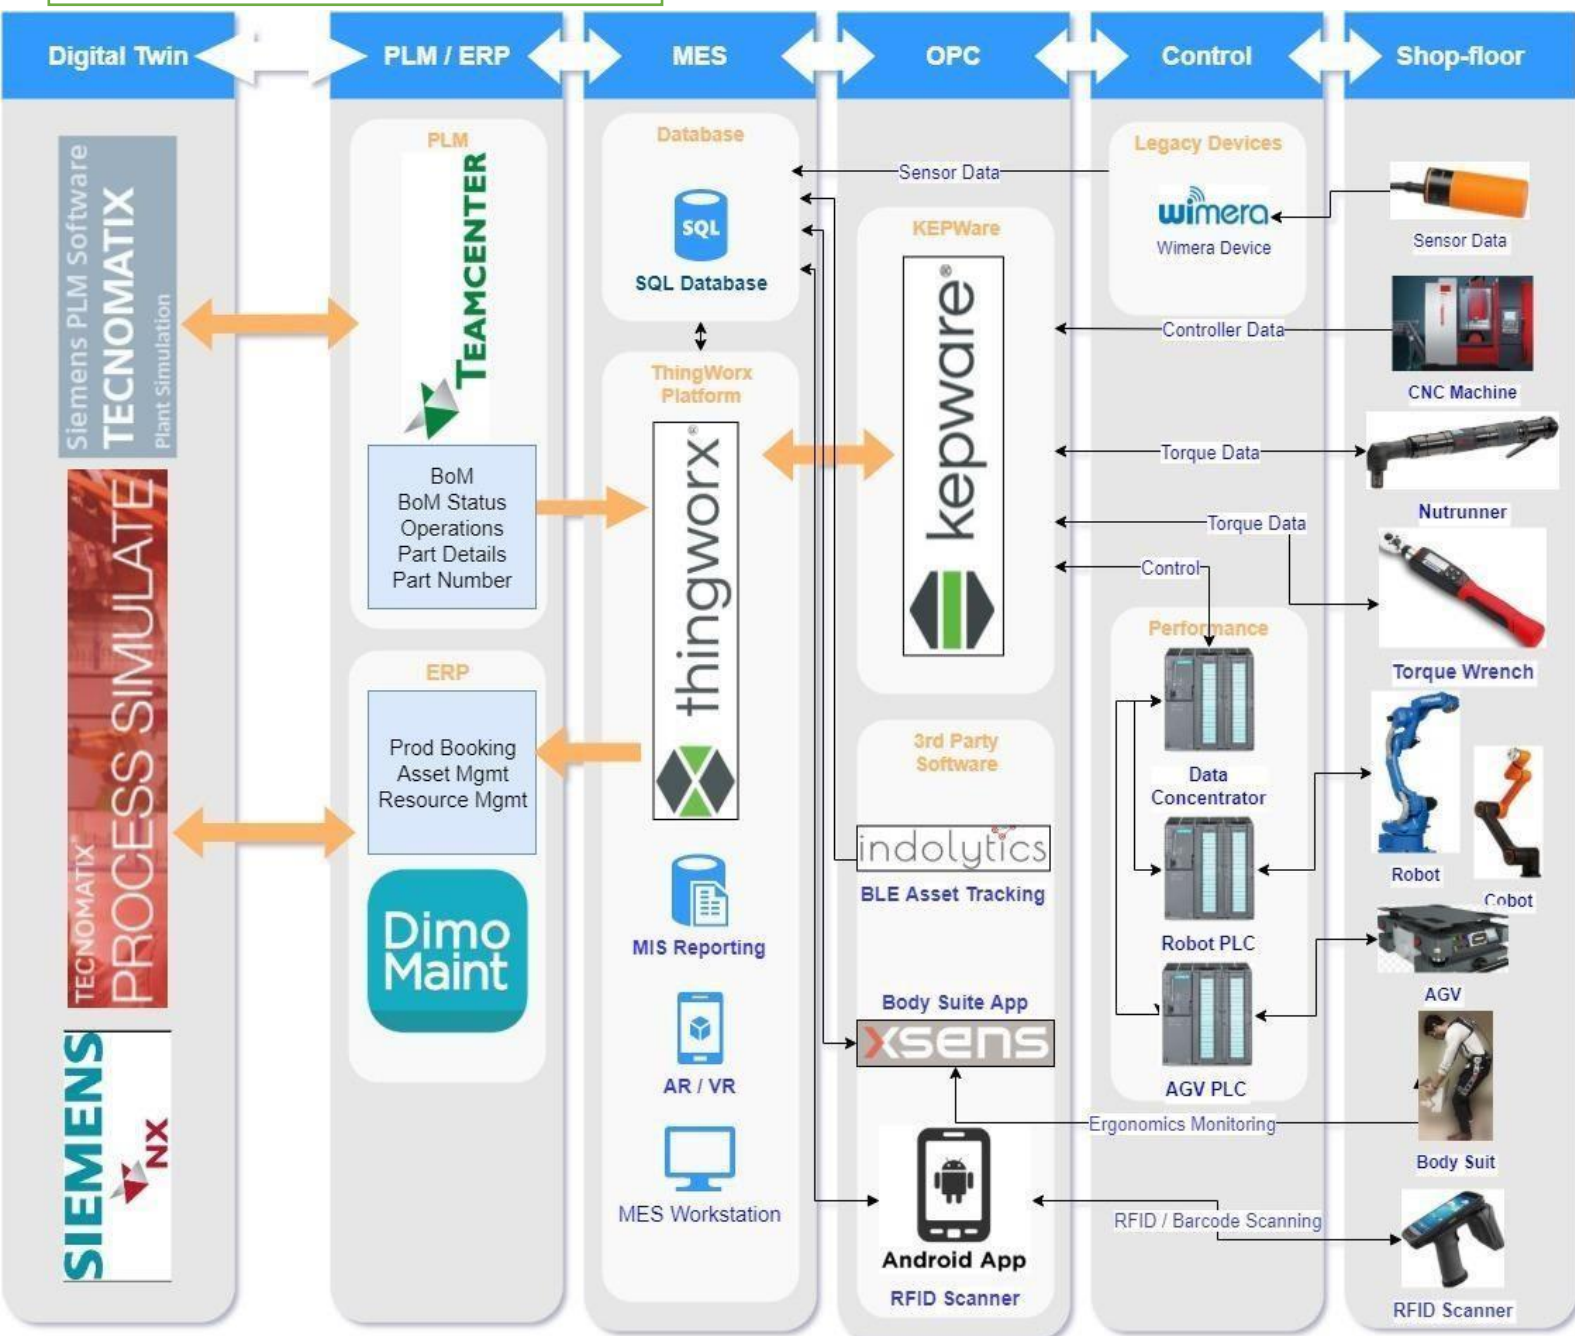 Digital Twin
PLM / ERP
MES
OPC
Control
Shop-floor
Siemens PLM Software
TECNOMATIX
Plant Simulation
TECNOMATIX®
PROCESS SIMULATE
SIEMENS
NX
PLM
TEAMCENTER
BoM
BoM Status
Operations
Part Details
Part Number
ERP
Prod Booking
Asset Mgmt
Resource Mgmt
Dimo
Maint
Database
SQL
SQL Database
ThingWorx
Platform
thingworx®
MIS Reporting
AR / VR
MES Workstation
Sensor Data
KEPWare
kepware®
3rd Party
Software
indolytics
BLE Asset Tracking
Body Suite App
xsens
Android App
RFID Scanner
Legacy Devices
wimera
Wimera Device
Controller Data
Torque Data
Torque Data
Control
Performance
Data
Concentrator
Robot PLC
AGV PLC
Ergonomics Monitoring
RFID / Barcode Scanning
Sensor Data
CNC Machine
Nutrunner
Torque Wrench
Robot
Cobot
AGV
Body Suit
RFID Scanner